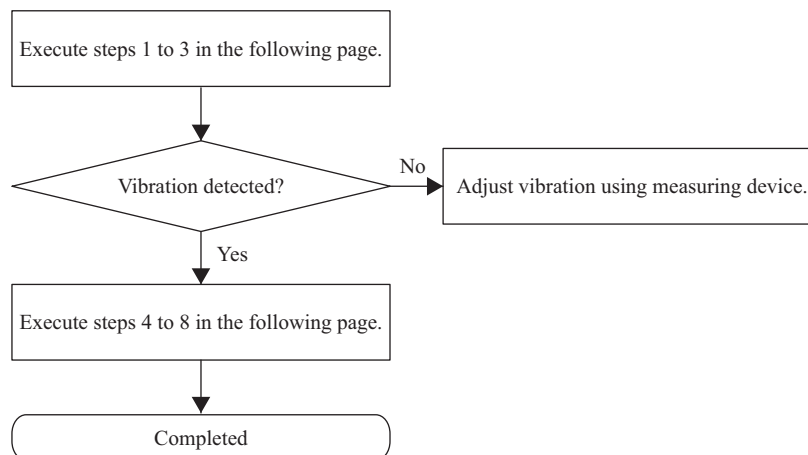 Execute steps 1 to 3 in the following page.
Vibration detected?
No
Adjust vibration using measuring device.
Yes
Execute steps 4 to 8 in the following page.
Completed